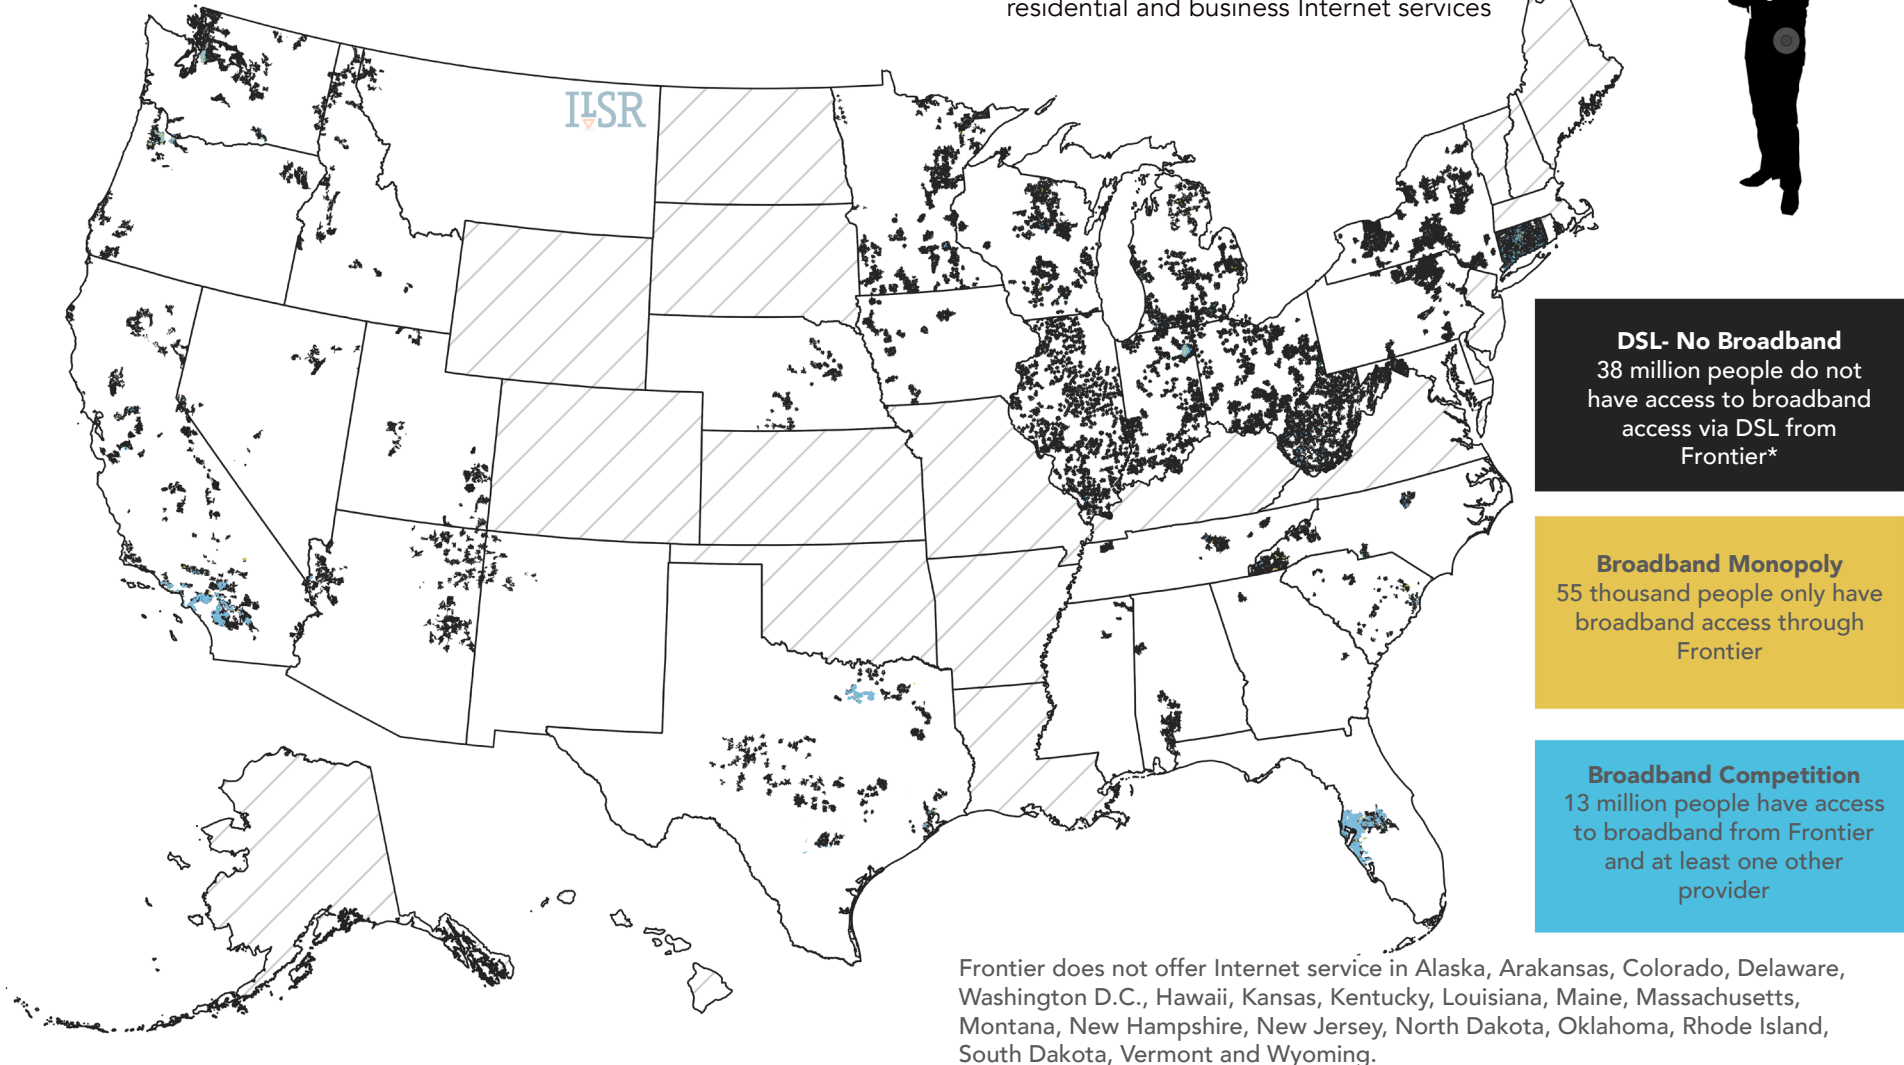 residential and business Internet services
ILSR
DSL- No Broadband
38 million people do not
have access to broadband
access via DSL from
Frontier*
Broadband Monopoly
55 thousand people only have
broadband access through
Frontier
Broadband Competition
13 million people have access
to broadband from Frontier
and at least one other
provider
Frontier does not offer Internet service in Alaska, Arakansas, Colorado, Delaware,
Washington D.C., Hawaii, Kansas, Kentucky, Louisiana, Maine, Massachusetts,
Montana, New Hampshire, New Jersey, North Dakota, Oklahoma, Rhode Island,
South Dakota, Vermont and Wyoming.